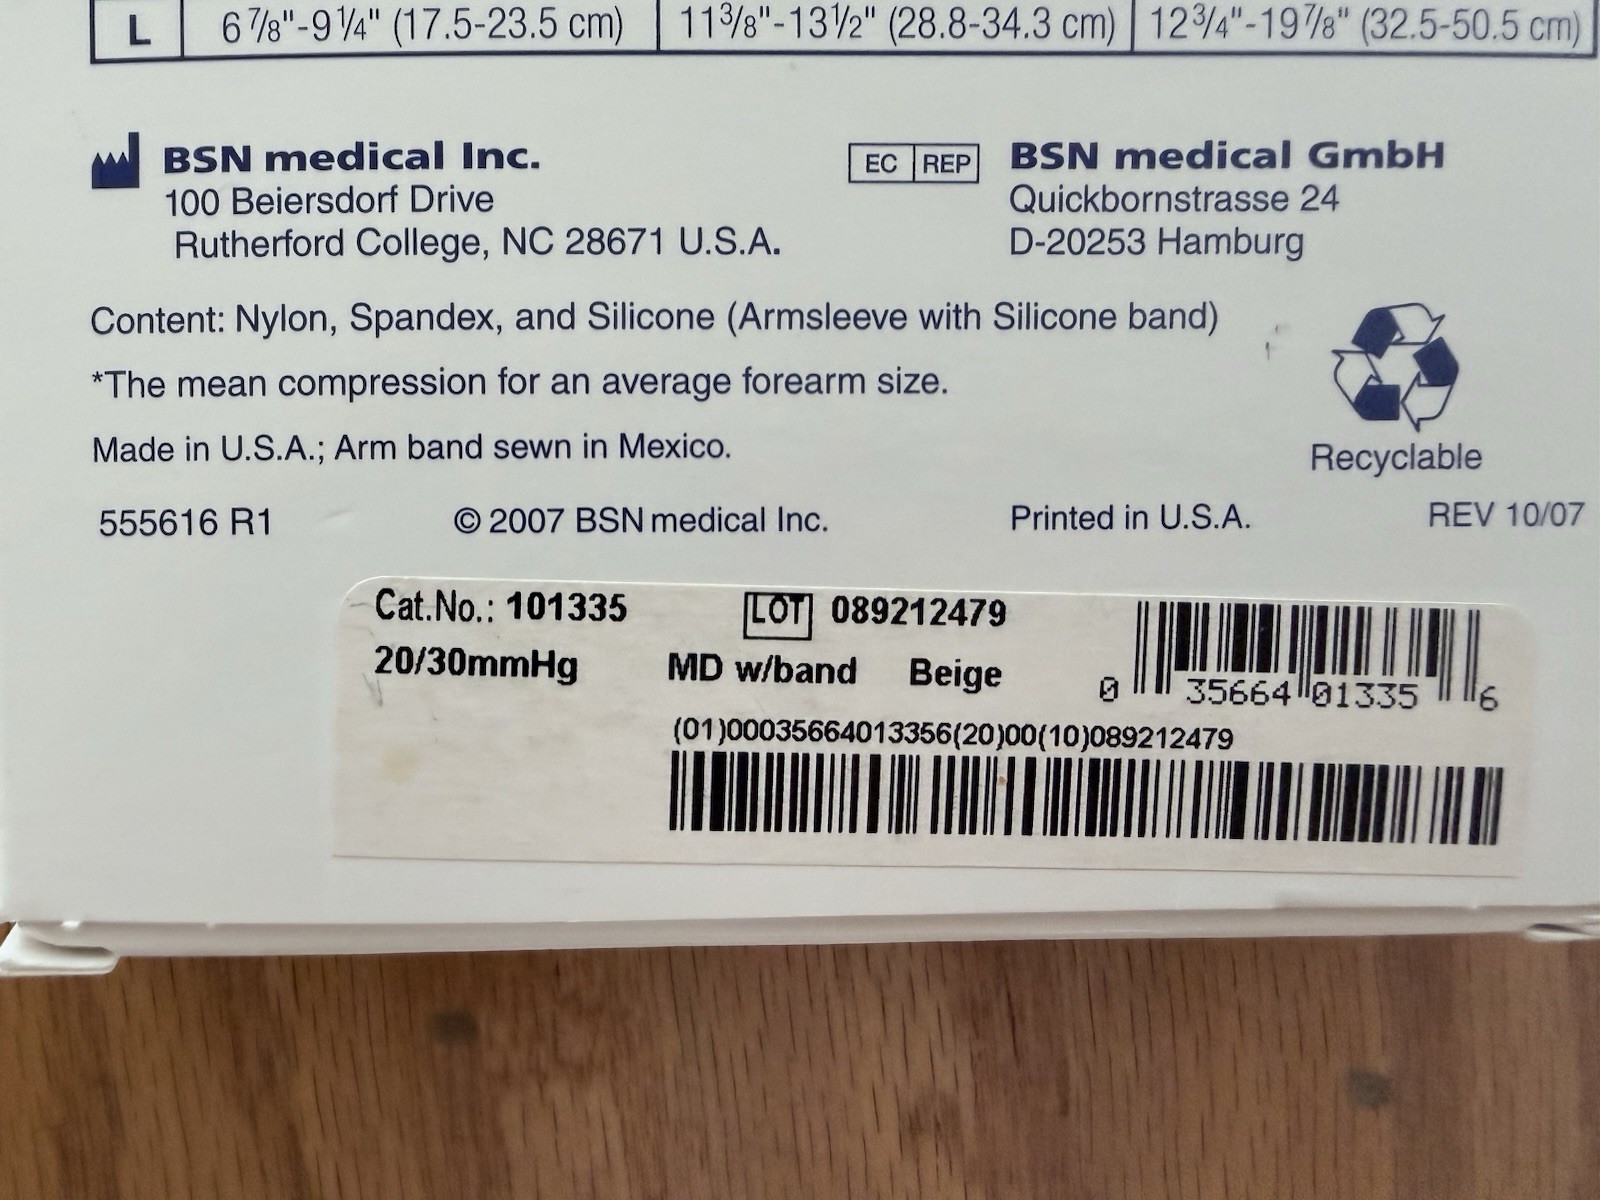 L 6 7/8"-9 1/4" (17.5-23.5 cm) 11 3/8"-13 1/2" (28.8-34.3 cm) 12 3/4"-19 7/8" (32.5-50.5 cm)
BSN medical Inc.
100 Beiersdorf Drive
Rutherford College, NC 28671 U.S.A.
EC REP
BSN medical GmbH
Quickbornstrasse 24
D-20253 Hamburg
Content: Nylon, Spandex, and Silicone (Armsleeve with Silicone band)
*The mean compression for an average forearm size.
Made in U.S.A.; Arm band sewn in Mexico.
Recyclable
555616 R1 © 2007 BSN medical Inc. Printed in U.S.A. REV 10/07
Cat.No.: 101335 LOT 089212479
20/30mmHg MD w/band Beige
0 35664 01335 6
(01)00035664013356(20)00(10)089212479